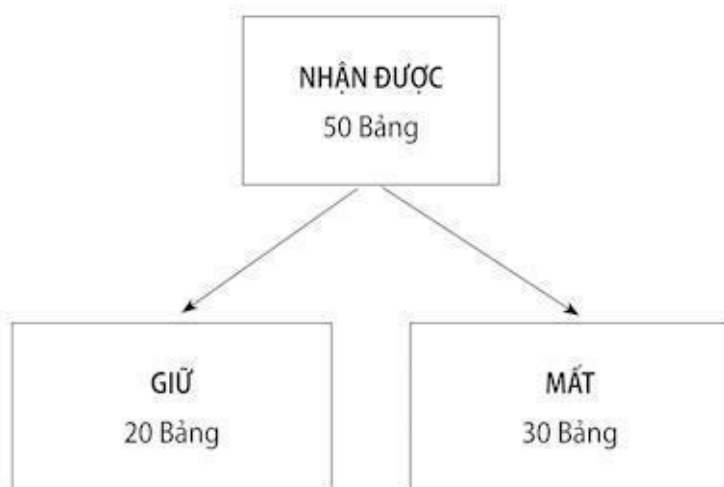 NHẬN ĐƯỢC
50 Bảng
GIỮ
20 Bảng
MẤT
30 Bảng